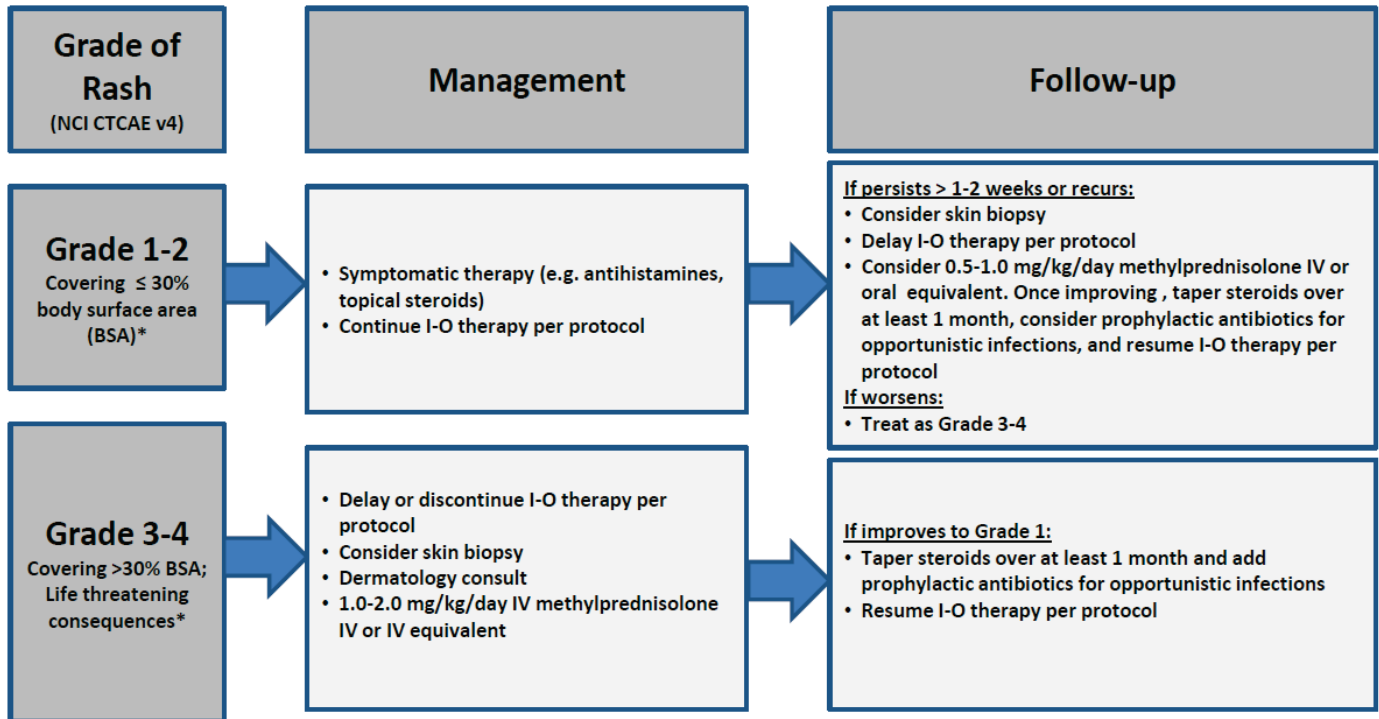 Grade of
Rash
(NCI CTCAE v4)
Management
Follow-up
Grade 1-2
Covering ≤ 30%
body surface area
(BSA)*
• Symptomatic therapy (e.g. antihistamines,
topical steroids)
• Continue I-O therapy per protocol
If persists > 1-2 weeks or recurs:
• Consider skin biopsy
• Delay I-O therapy per protocol
• Consider 0.5-1.0 mg/kg/day methylprednisolone IV or
oral equivalent. Once improving , taper steroids over
at least 1 month, consider prophylactic antibiotics for
opportunistic infections, and resume I-O therapy per
protocol
If worsens:
• Treat as Grade 3-4
Grade 3-4
Covering >30% BSA;
Life threatening
consequences*
• Delay or discontinue I-O therapy per
protocol
• Consider skin biopsy
• Dermatology consult
• 1.0-2.0 mg/kg/day IV methylprednisolone
IV or IV equivalent
If improves to Grade 1:
• Taper steroids over at least 1 month and add
prophylactic antibiotics for opportunistic infections
• Resume I-O therapy per protocol